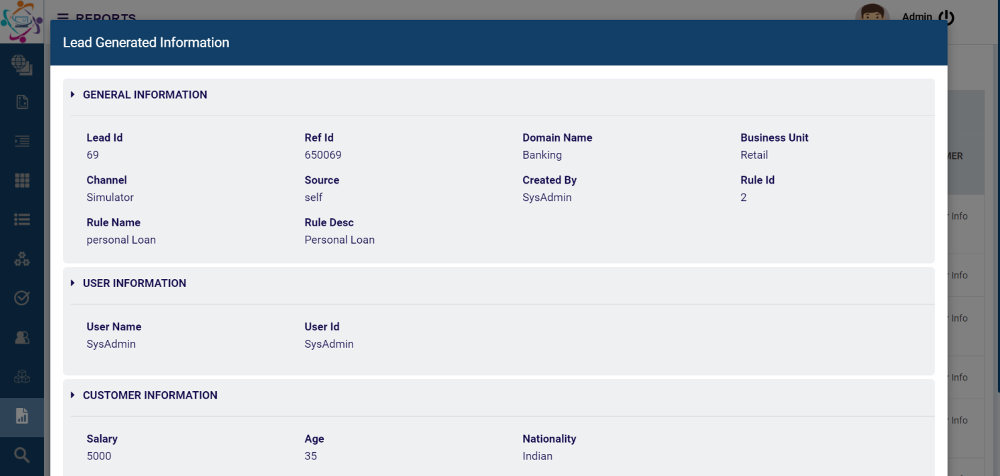 REPORTS
Admin
Lead Generated Information
GENERAL INFORMATION
Lead Id Ref Id Domain Name Business Unit
69 650069 Banking Retail
Channel Source Created By Rule Id
Simulator self SysAdmin 2
Rule Name Rule Desc
personal Loan Personal Loan
USER INFORMATION
User Name User Id
SysAdmin SysAdmin
CUSTOMER INFORMATION
Salary Age Nationality
5000 35 Indian
Info
Info
Info
Info
Info